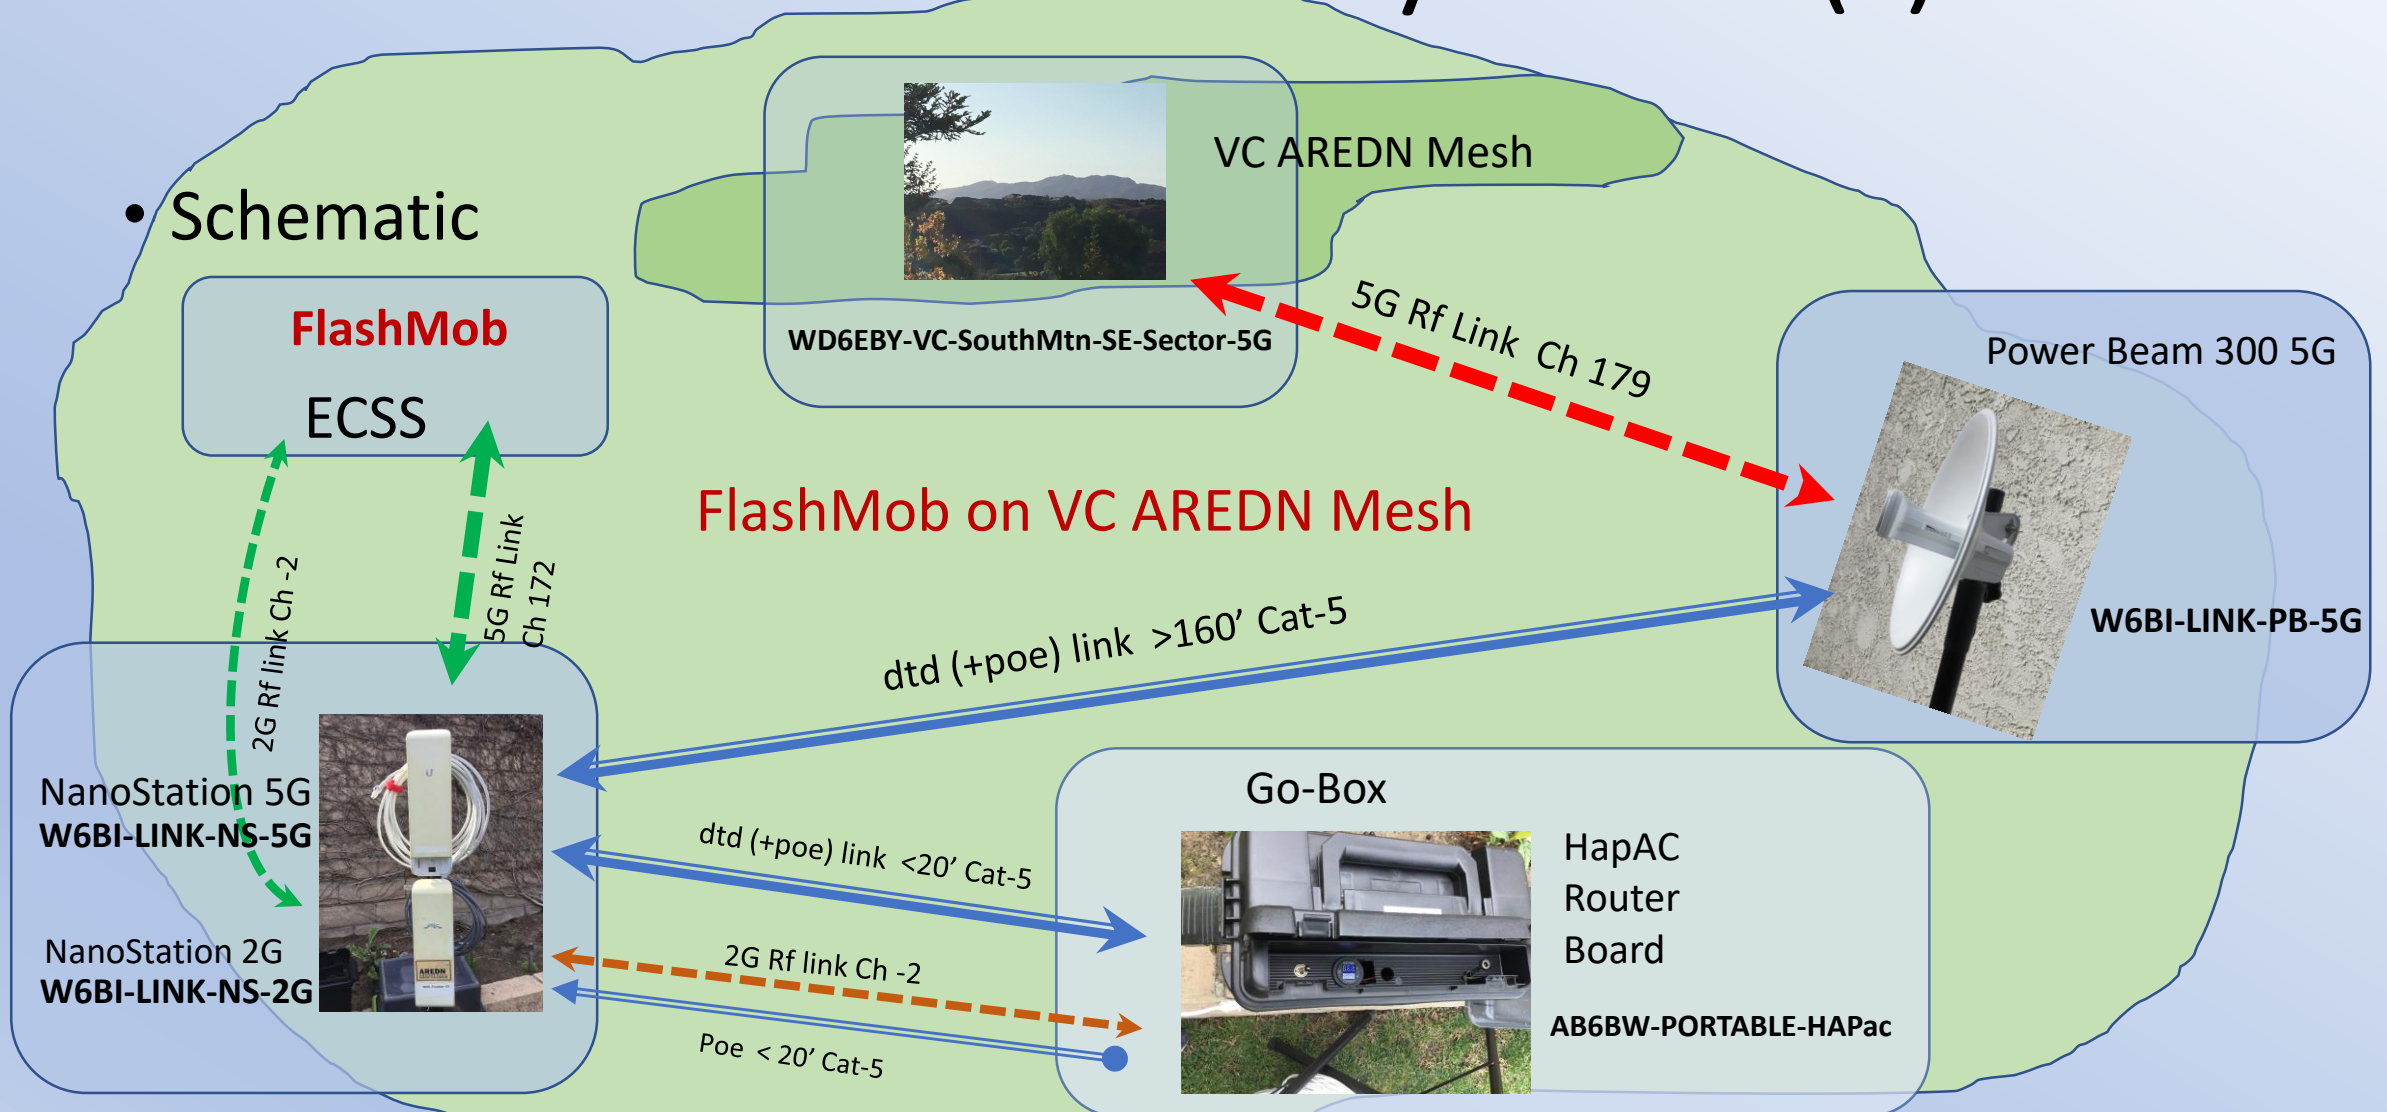 • Schematic
VC AREDN Mesh
FlashMob
ECSS
WD6EBY-VC-SouthMtn-SE-Sector-5G
5G Rf Link Ch 179
Power Beam 300 5G
W6BI-LINK-PB-5G
FlashMob on VC AREDN Mesh
2G Rf link Ch -2
5G Rf Link
Ch 172
dtd (+poe) link >160’ Cat-5
NanoStation 5G
W6BI-LINK-NS-5G
NanoStation 2G
W6BI-LINK-NS-2G
AREDN
dtd (+poe) link <20’ Cat-5
2G Rf link Ch -2
Poe < 20’ Cat-5
Go-Box
HapAC
Router
Board
AB6BW-PORTABLE-HAPac